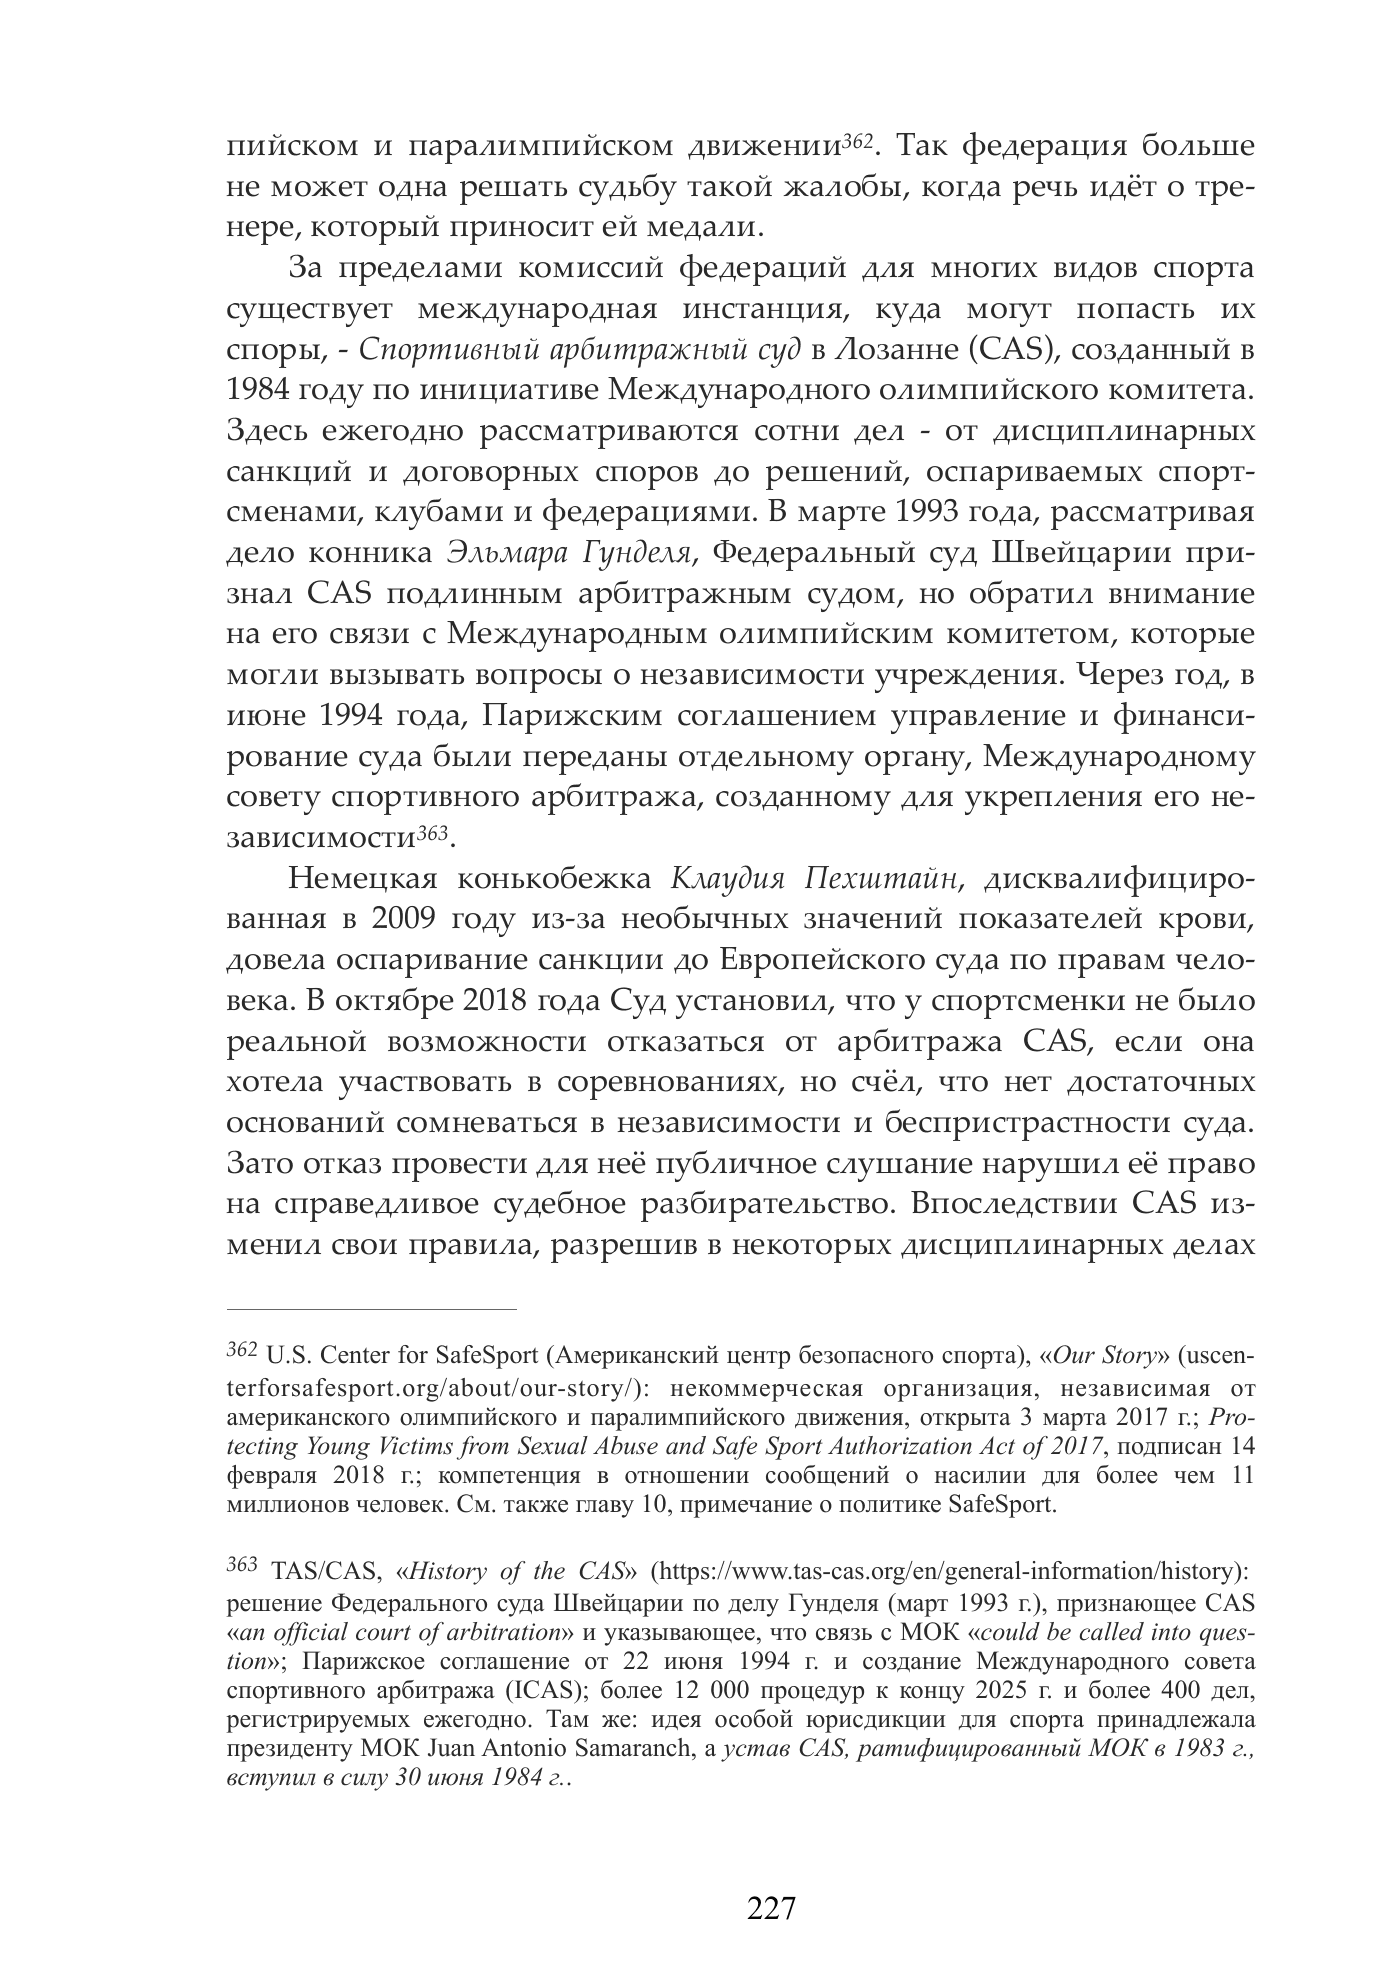 пийском и паралимпийском движении362. Так федерация больше
не может одна решать судьбу такой жалобы, когда речь идёт о тре-
нере, который приносит ей медали.
За пределами комиссий федераций для многих видов спорта
существует международная инстанция, куда могут попасть их
споры, - Спортивный арбитражный суд в Лозанне (CAS), созданный в
1984 году по инициативе Международного олимпийского комитета.
Здесь ежегодно рассматриваются сотни дел - от дисциплинарных
санкций и договорных споров до решений, оспариваемых спорт-
сменами, клубами и федерациями. В марте 1993 года, рассматривая
дело конника Эльмара Гунделя, Федеральный суд Швейцарии при-
знал CAS подлинным арбитражным судом, но обратил внимание
на его связи с Международным олимпийским комитетом, которые
могли вызывать вопросы о независимости учреждения. Через год, в
июне 1994 года, Парижским соглашением управление и финанси-
рование суда были переданы отдельному органу, Международному
совету спортивного арбитража, созданному для укрепления его не-
зависимости363.
Немецкая конькобежка Клаудия Пехштайн, дисквалифициро-
ванная в 2009 году из-за необычных значений показателей крови,
довела оспаривание санкции до Европейского суда по правам чело-
века. В октябре 2018 года Суд установил, что у спортсменки не было
реальной возможности отказаться от арбитража CAS, если она
хотела участвовать в соревнованиях, но счёл, что нет достаточных
оснований сомневаться в независимости и беспристрастности суда.
Зато отказ провести для неё публичное слушание нарушил её право
на справедливое судебное разбирательство. Впоследствии CAS из-
менил свои правила, разрешив в некоторых дисциплинарных делах
362 U.S. Center for SafeSport (Американский центр безопасного спорта), «Our Story» (uscen-
terforsafesport.org/about/our-story/): некоммерческая организация, независимая от
американского олимпийского и паралимпийского движения, открыта 3 марта 2017 г.; Pro-
tecting Young Victims from Sexual Abuse and Safe Sport Authorization Act of 2017, подписан 14
февраля 2018 г.; компетенция в отношении сообщений о насилии для более чем 11
миллионов человек. См. также главу 10, примечание о политике SafeSport.
363 TAS/CAS, «History of the CAS» (https://www.tas-cas.org/en/general-information/history):
решение Федерального суда Швейцарии по делу Гунделя (март 1993 г.), признающее CAS
«an official court of arbitration» и указывающее, что связь с МОК «could be called into ques-
tion»; Парижское соглашение от 22 июня 1994 г. и создание Международного совета
спортивного арбитража (ICAS); более 12 000 процедур к концу 2025 г. и более 400 дел,
регистрируемых ежегодно. Там же: идея особой юрисдикции для спорта принадлежала
президенту МОК Juan Antonio Samaranch, а устав CAS, ратифицированный МОК в 1983 г.,
вступил в силу 30 июня 1984 г..
227